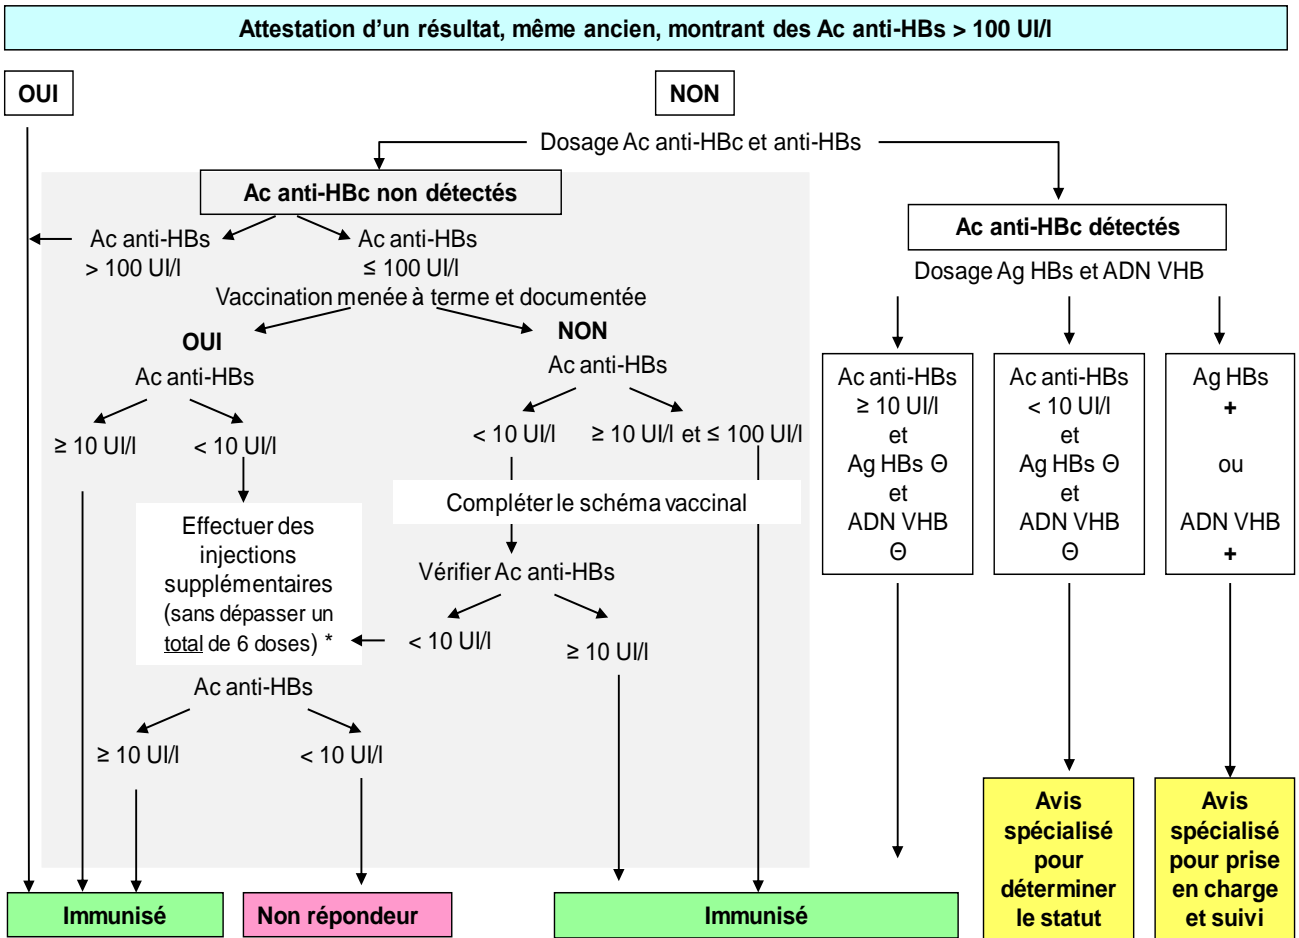 Attestation d'un résultat, même ancien, montrant des Ac anti-HBs > 100 UI/l
OUI
NON
Dosage Ac anti-HBc et anti-HBs
Ac anti-HBc non détectés
Ac anti-HBs
> 100 UI/l
Ac anti-HBs
≤ 100 UI/l
Vaccination menée à terme et documentée
OUI
Ac anti-HBs
≥ 10 UI/l
< 10 UI/l
NON
Ac anti-HBs
< 10 UI/l
≥ 10 UI/l et ≤ 100 UI/l
Compléter le schéma vaccinal
Vérifier Ac anti-HBs
< 10 UI/l
≥ 10 UI/l
Effectuer des
injections
supplémentaires
(sans dépasser un
total de 6 doses) *
Ac anti-HBs
≥ 10 UI/l
< 10 UI/l
Ac anti-HBc détectés
Dosage Ag HBs et ADN VHB
Ac anti-HBs
≥ 10 UI/l
et
Ag HBs Θ
et
ADN VHB
Θ
Ac anti-HBs
< 10 UI/l
et
Ag HBs Θ
et
ADN VHB
Θ
Ag HBs
+
ou
ADN VHB
+
Immunisé
Non répondeur
Immunisé
Avis
spécialisé
pour
déterminer
le statut
Avis
spécialisé
pour prise
en charge
et suivi